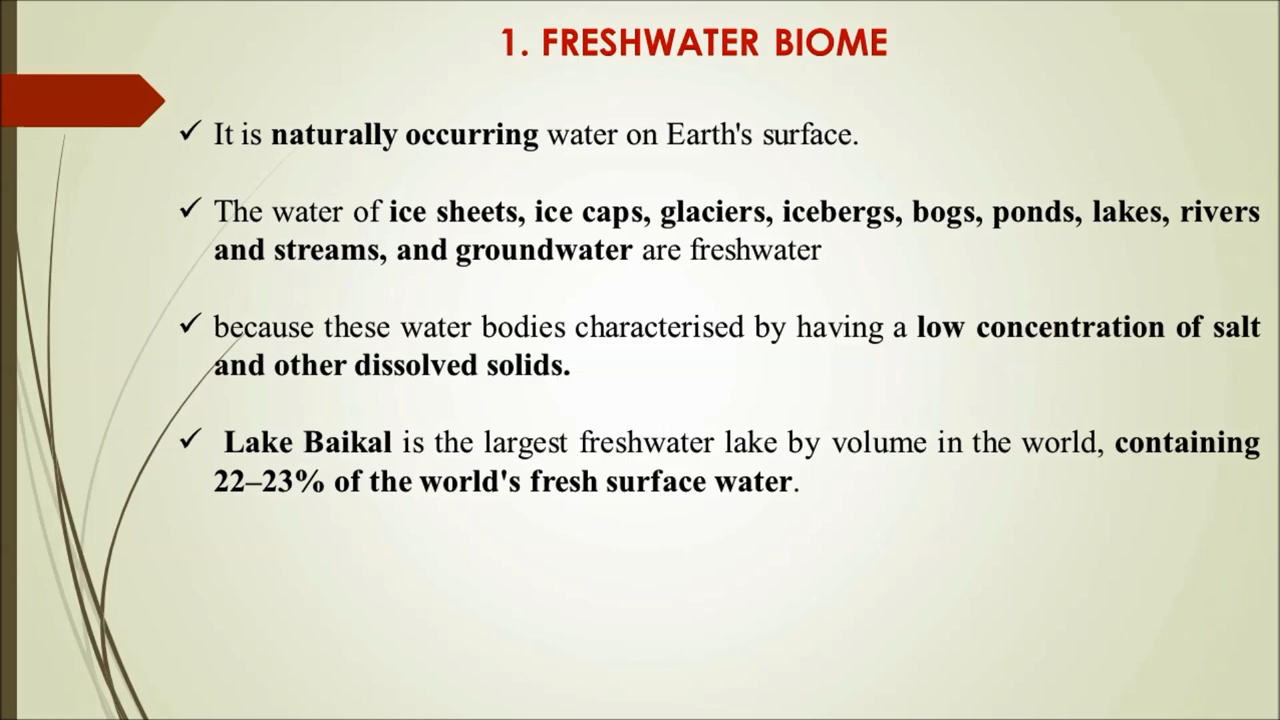 1. FRESHWATER BIOME
✓ It is naturally occurring water on Earth's surface.
✓ The water of ice sheets, ice caps, glaciers, icebergs, bogs, ponds, lakes, rivers
and streams, and groundwater are freshwater
✓ because these water bodies characterised by having a low concentration of salt
and other dissolved solids.
✓ Lake Baikal is the largest freshwater lake by volume in the world, containing
22–23% of the world's fresh surface water.